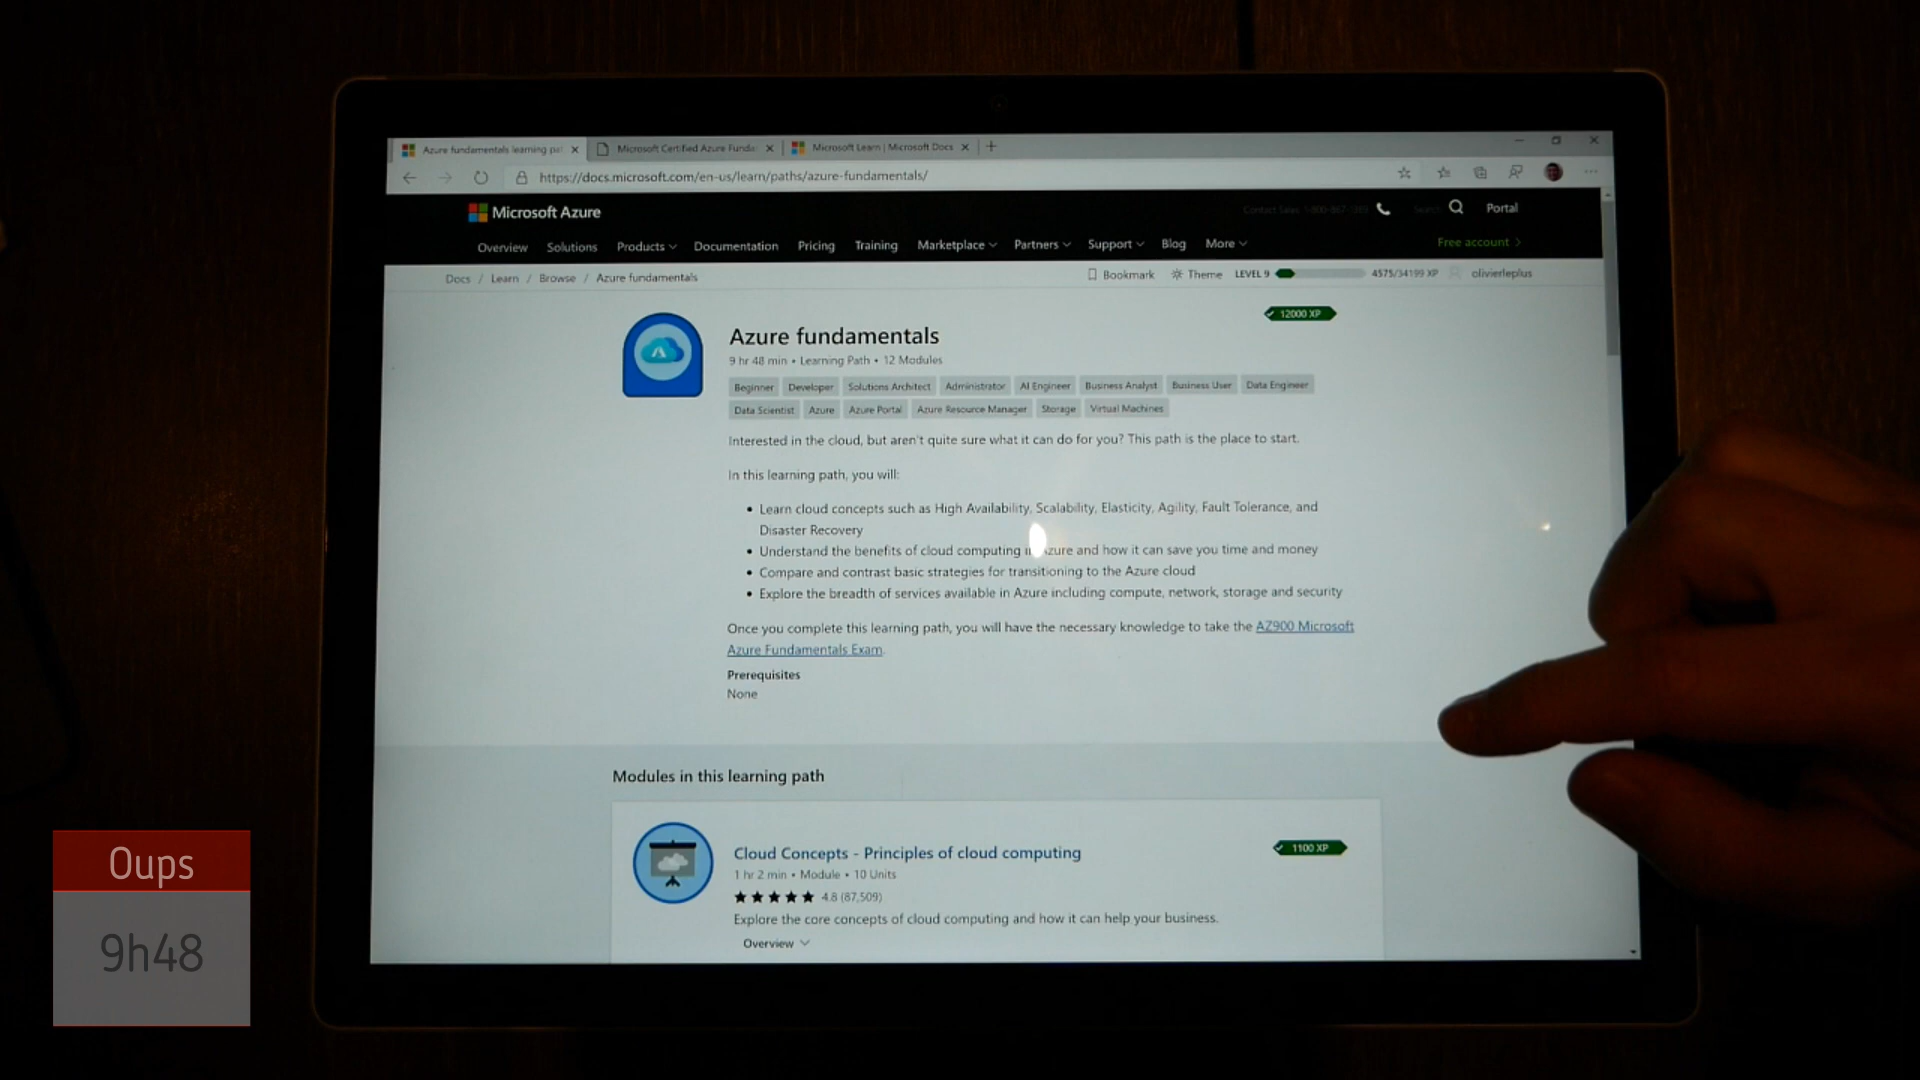 Azure fundamentals learning pat
Microsoft Certified Azure Funda
Microsoft Learn | Microsoft Docs
https://docs.microsoft.com/en-us/learn/paths/azure-fundamentals/
Microsoft Azure
Contact Sales
Search
Portal
Overview Solutions Products Documentation Pricing Training Marketplace Partners Support Blog More
Free account >
Docs / Learn / Browse / Azure fundamentals
Bookmark Theme LEVEL 9 4575/34199 XP olivierleplus
12000 XP
Azure fundamentals
9 hr 48 min • Learning Path • 12 Modules
Beginner Developer Solutions Architect Administrator AI Engineer Business Analyst Business User Data Engineer
Data Scientist Azure Azure Portal Azure Resource Manager Storage Virtual Machines
Interested in the cloud, but aren't quite sure what it can do for you? This path is the place to start.
In this learning path, you will:
• Learn cloud concepts such as High Availability, Scalability, Elasticity, Agility, Fault Tolerance, and
Disaster Recovery
• Understand the benefits of cloud computing in Azure and how it can save you time and money
• Compare and contrast basic strategies for transitioning to the Azure cloud
• Explore the breadth of services available in Azure including compute, network, storage and security
Once you complete this learning path, you will have the necessary knowledge to take the AZ900 Microsoft
Azure Fundamentals Exam.
Prerequisites
None
Modules in this learning path
Cloud Concepts - Principles of cloud computing
1100 XP
1 hr 2 min • Module • 10 Units
4.8 (87,509)
Explore the core concepts of cloud computing and how it can help your business.
Overview
Oups
9h48